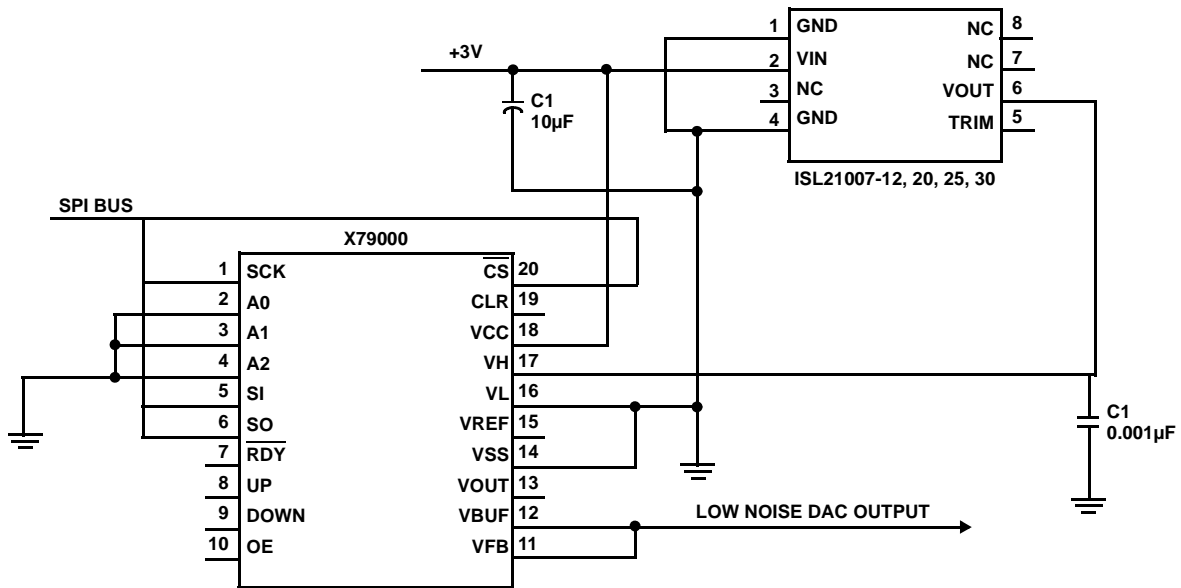 +3V
C1
10µF
1 GND NC 8
2 VIN NC 7
3 NC VOUT 6
4 GND TRIM 5
ISL21007-12, 20, 25, 30
SPI BUS
X79000
1 SCK CS 20
2 A0 CLR 19
3 A1 VCC 18
4 A2 VH 17
5 SI VL 16
6 SO VREF 15
7 RDY VSS 14
8 UP VOUT 13
9 DOWN VBUF 12
10 OE VFB 11
C1
0.001µF
LOW NOISE DAC OUTPUT